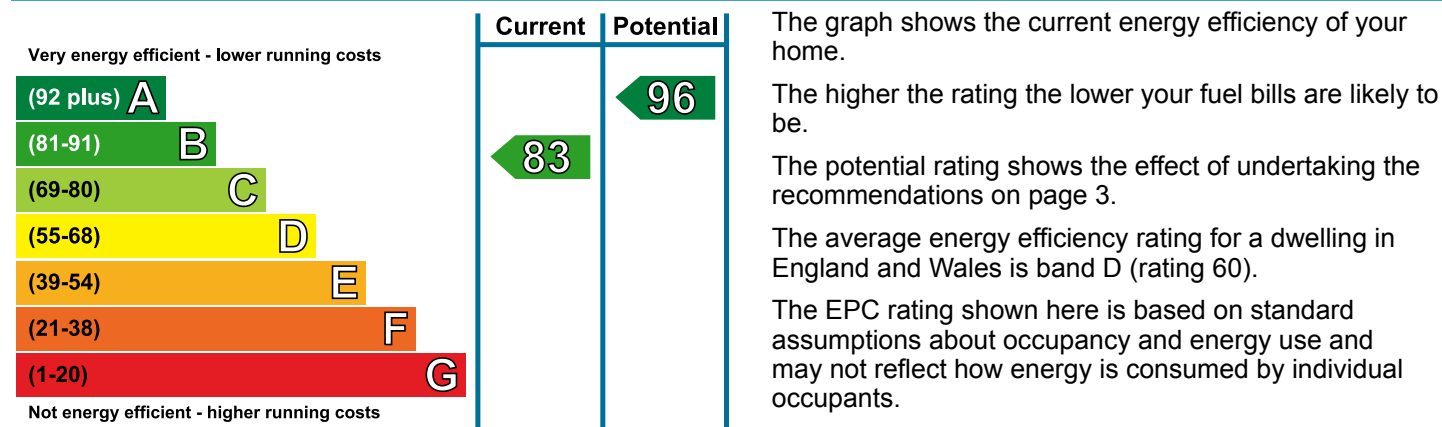 Current Potential
Very energy efficient - lower running costs
(92 plus) A
96
(81-91) B
83
(69-80) C
(55-68) D
(39-54) E
(21-38) F
(1-20) G
Not energy efficient - higher running costs
The graph shows the current energy efficiency of your
home.
The higher the rating the lower your fuel bills are likely to
be.
The potential rating shows the effect of undertaking the
recommendations on page 3.
The average energy efficiency rating for a dwelling in
England and Wales is band D (rating 60).
The EPC rating shown here is based on standard
assumptions about occupancy and energy use and
may not reflect how energy is consumed by individual
occupants.